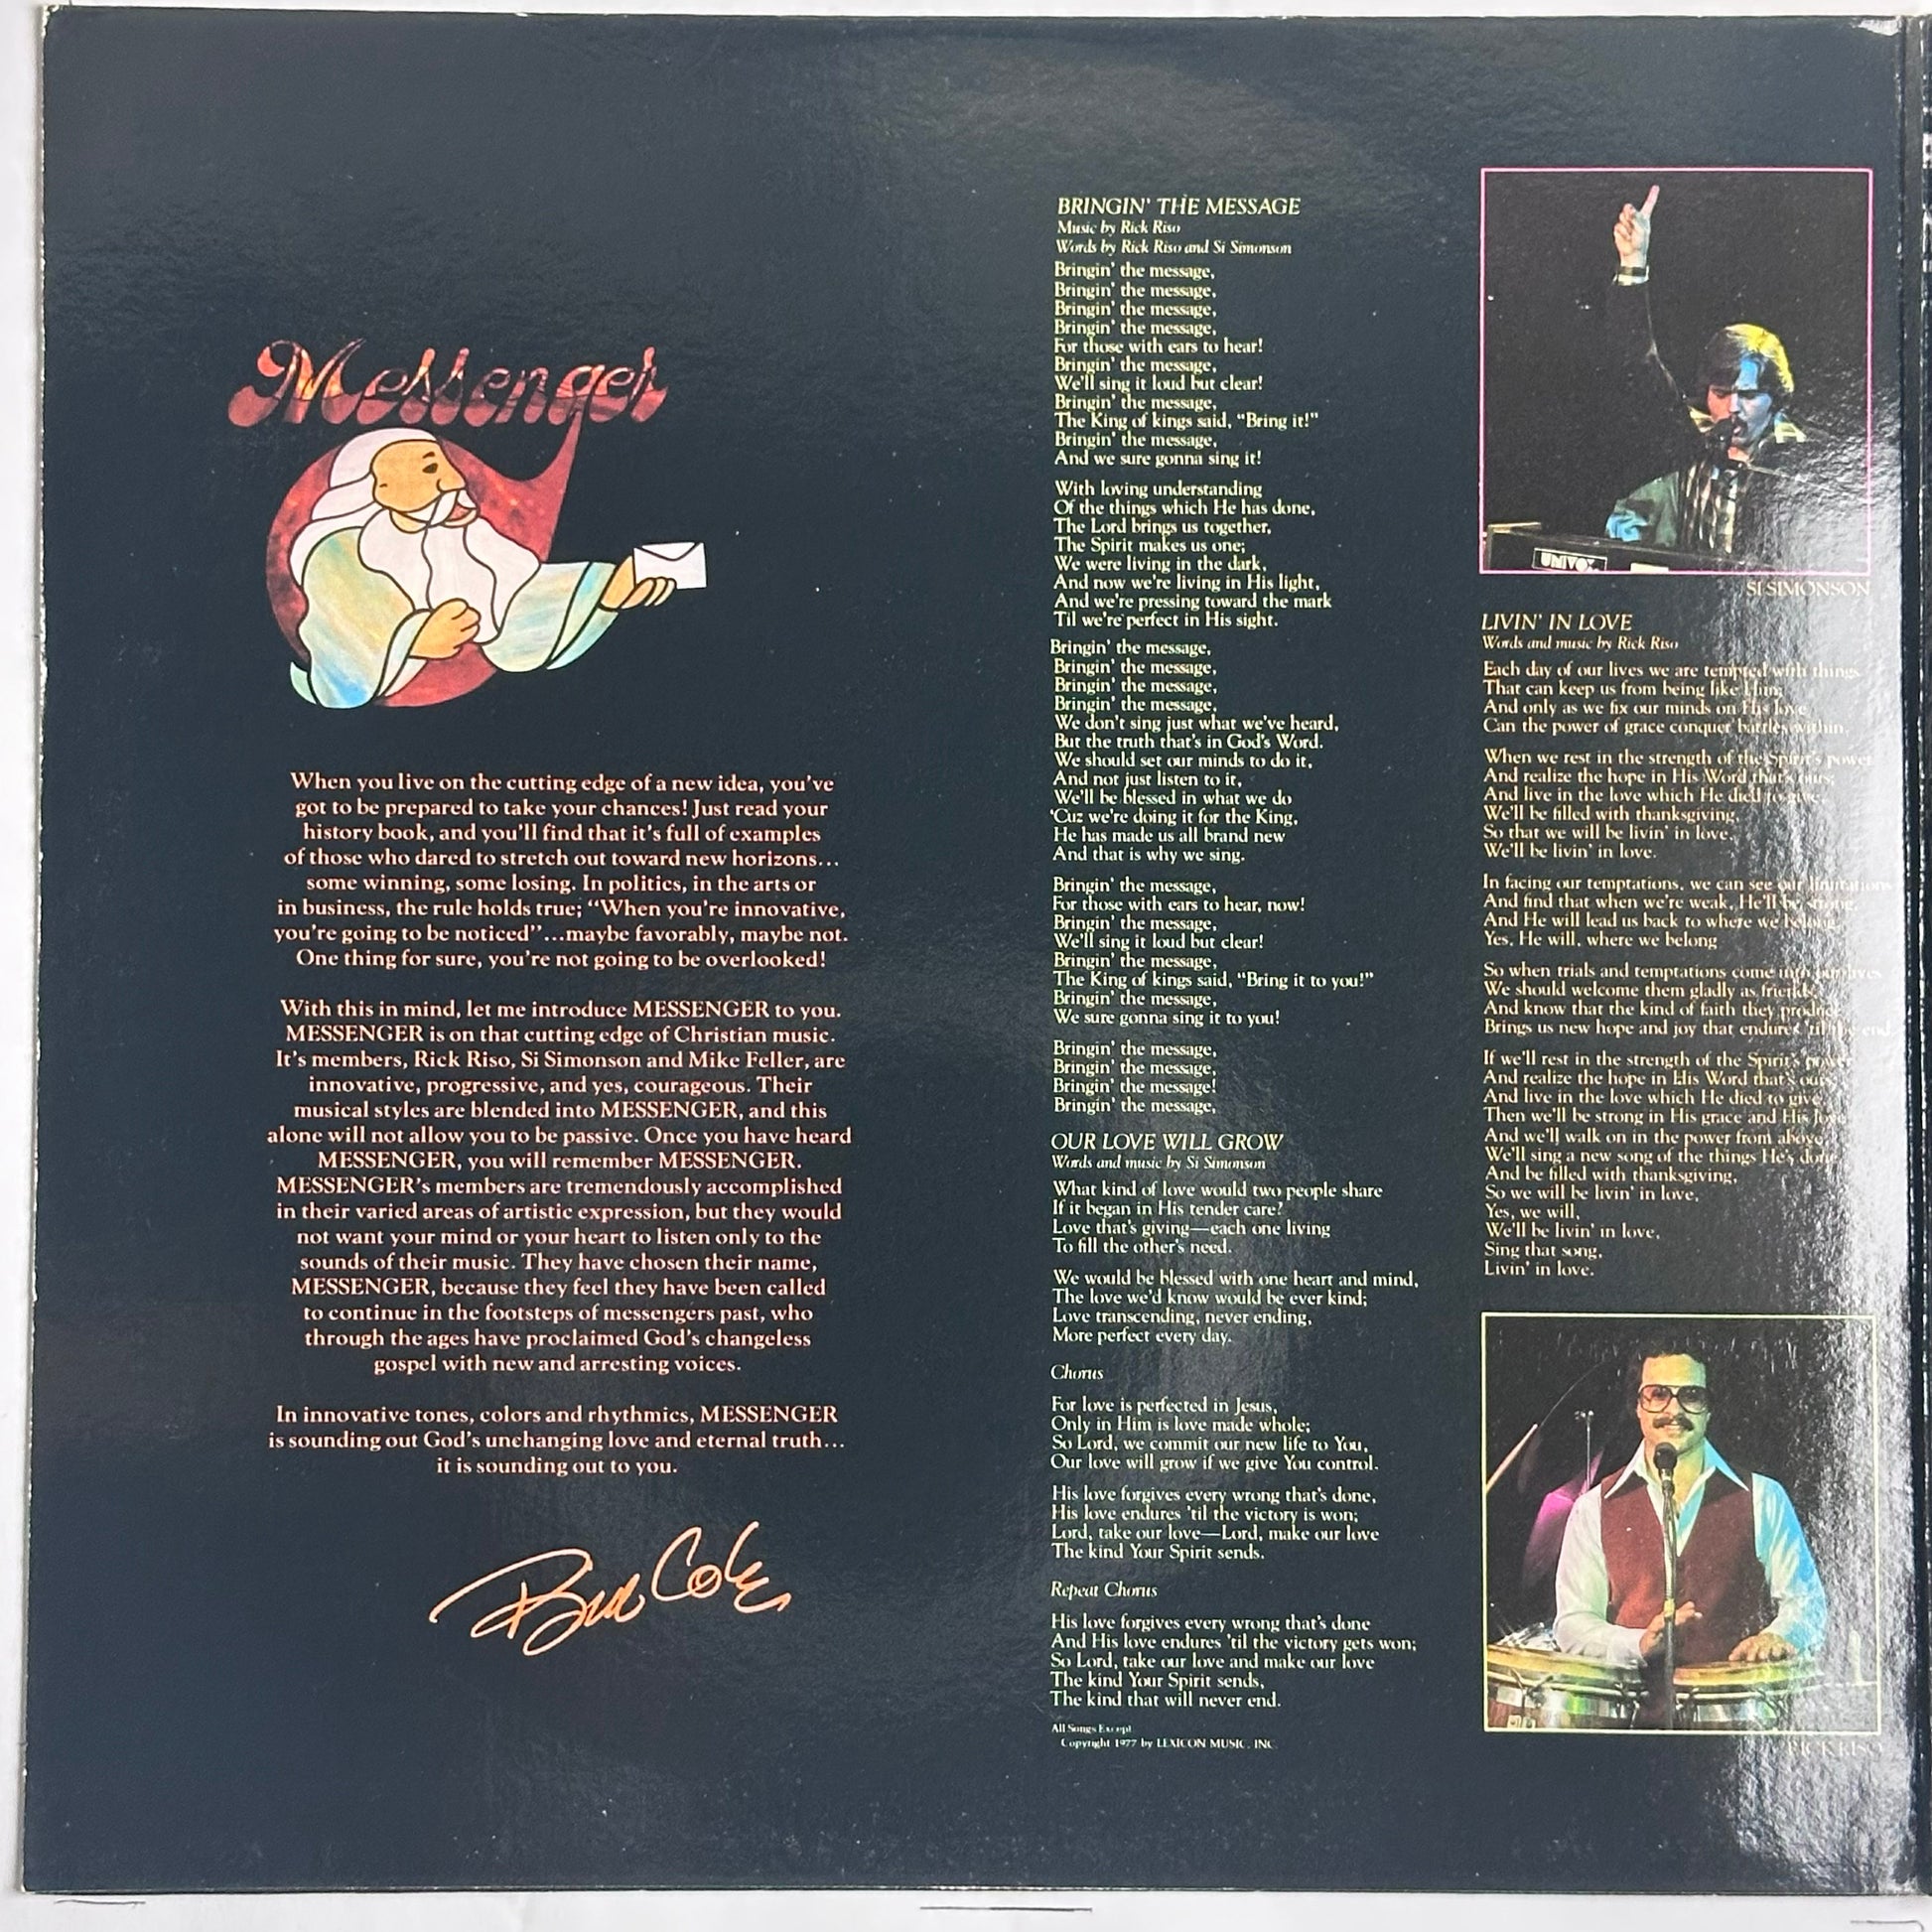 Messenger
When you live on the cutting edge of a new idea, you've
got to be prepared to take your chances! Just read your
history book, and you'll find that it's full of examples
of those who dared to stretch out toward new horizons...
some winning, some losing. In politics, in the arts or
in business, the rule holds true; "When you're innovative,
you're going to be noticed"...maybe favorably, maybe not.
One thing for sure, you're not going to be overlooked!
With this in mind, let me introduce MESSENGER to you.
MESSENGER is on that cutting edge of Christian music.
It's members, Rick Riso, Si Simonson and Mike Feller, are
innovative, progressive, and yes, courageous. Their
musical styles are blended into MESSENGER, and this
alone will not allow you to be passive. Once you have heard
MESSENGER, you will remember MESSENGER.
MESSENGER's members are tremendously accomplished
in their varied areas of artistic expression, but they would
not want your mind or your heart to listen only to the
sounds of their music. They have chosen their name,
MESSENGER, because they feel they have been called
to continue in the footsteps of messengers past, who
through the ages have proclaimed God's changeless
gospel with new and arresting voices.
In innovative tones, colors and rhythmics, MESSENGER
is sounding out God's unchanging love and eternal truth...
it is sounding out to you.
Bill Cole
BRINGIN' THE MESSAGE
Music by Rick Riso
Words by Rick Riso and Si Simonson
Bringin' the message,
Bringin' the message,
Bringin' the message,
Bringin' the message,
For those with ears to hear!
Bringin' the message,
We'll sing it loud but clear!
Bringin' the message,
The King of kings said, "Bring it!"
Bringin' the message,
And we sure gonna sing it!
With loving understanding
Of the things which He has done,
The Lord brings us together,
The Spirit makes us one;
We were living in the dark,
And now we're living in His light,
And we're pressing toward the mark
Til we're perfect in His sight.
Bringin' the message,
Bringin' the message,
Bringin' the message,
Bringin' the message,
We don't sing just what we've heard,
But the truth that's in God's Word.
We should set our minds to do it,
And not just listen to it,
We'll be blessed in what we do
'Cuz we're doing it for the King,
He has made us all brand new
And that is why we sing.
Bringin' the message,
For those with ears to hear, now!
Bringin' the message,
We'll sing it loud but clear!
Bringin' the message,
The King of kings said, "Bring it to you!"
Bringin' the message,
We sure gonna sing it to you!
Bringin' the message,
Bringin' the message,
Bringin' the message!
Bringin' the message,
OUR LOVE WILL GROW
Words and music by Si Simonson
What kind of love would two people share
If it began in His tender care?
Love that's giving—each one living
To fill the other's need.
We would be blessed with one heart and mind,
The love we'd know would be ever kind;
Love transcending, never ending,
More perfect every day.
Chorus
For love is perfected in Jesus,
Only in Him is love made whole;
So Lord, we commit our new life to You,
Our love will grow if we give You control.
His love forgives every wrong that's done,
His love endures 'til the victory is won;
Lord, take our love—Lord, make our love
The kind Your Spirit sends.
Repeat Chorus
His love forgives every wrong that's done
And His love endures 'til the victory gets won;
So Lord, take our love and make our love
The kind Your Spirit sends,
The kind that will never end.
All Songs Except
Copyright 1977 by LEXICON MUSIC, INC.
UNIVOX
SI SIMONSON
LIVIN' IN LOVE
Words and music by Rick Riso
Each day of our lives we are tempted with things
That can keep us from being like Him;
And only as we fix our minds on His love
Can the power of grace conquer battles within.
When we rest in the strength of the Spirit's power
And realize the hope in His Word that's ours;
And live in the love which He died to give,
We'll be filled with thanksgiving,
So that we will be livin' in love,
We'll be livin' in love.
In facing our temptations, we can see our limitations
And find that when we're weak, He'll be strong,
And He will lead us back to where we belong
Yes, He will, where we belong
So when trials and temptations come into our lives
We should welcome them gladly as friends,
And know that the kind of faith they produce
Brings us new hope and joy that endures 'til the end.
If we'll rest in the strength of the Spirit's power
And realize the hope in His Word that's ours
And live in the love which He died to give,
Then we'll be strong in His grace and His love
And we'll walk on in the power from above,
We'll sing a new song of the things He's done
And be filled with thanksgiving,
So we will be livin' in love,
Yes, we will,
We'll be livin' in love,
Sing that song,
Livin' in love.
RICK RISO